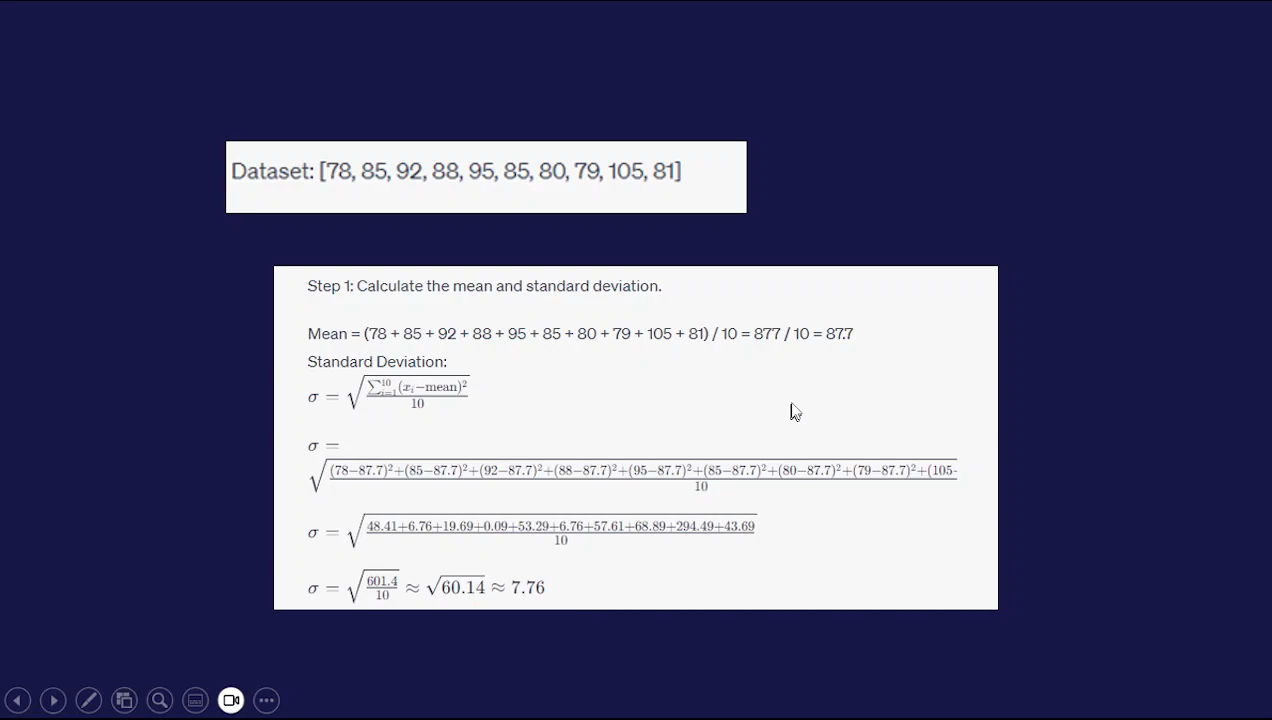 Dataset: [78, 85, 92, 88, 95, 85, 80, 79, 105, 81]
Step 1: Calculate the mean and standard deviation.
Mean = (78 + 85 + 92 + 88 + 95 + 85 + 80 + 79 + 105 + 81) / 10 = 877 / 10 = 87.7
Standard Deviation:
σ = √(∑_{i=1}^{10}(x_i−mean)²/10)
σ =
√((78−87.7)²+(85−87.7)²+(92−87.7)²+(88−87.7)²+(95−87.7)²+(85−87.7)²+(80−87.7)²+(79−87.7)²+(105-
10
σ = √(48.41+6.76+19.69+0.09+53.29+6.76+57.61+68.89+294.49+43.69/10)
σ = √(601.4/10) ≈ √60.14 ≈ 7.76